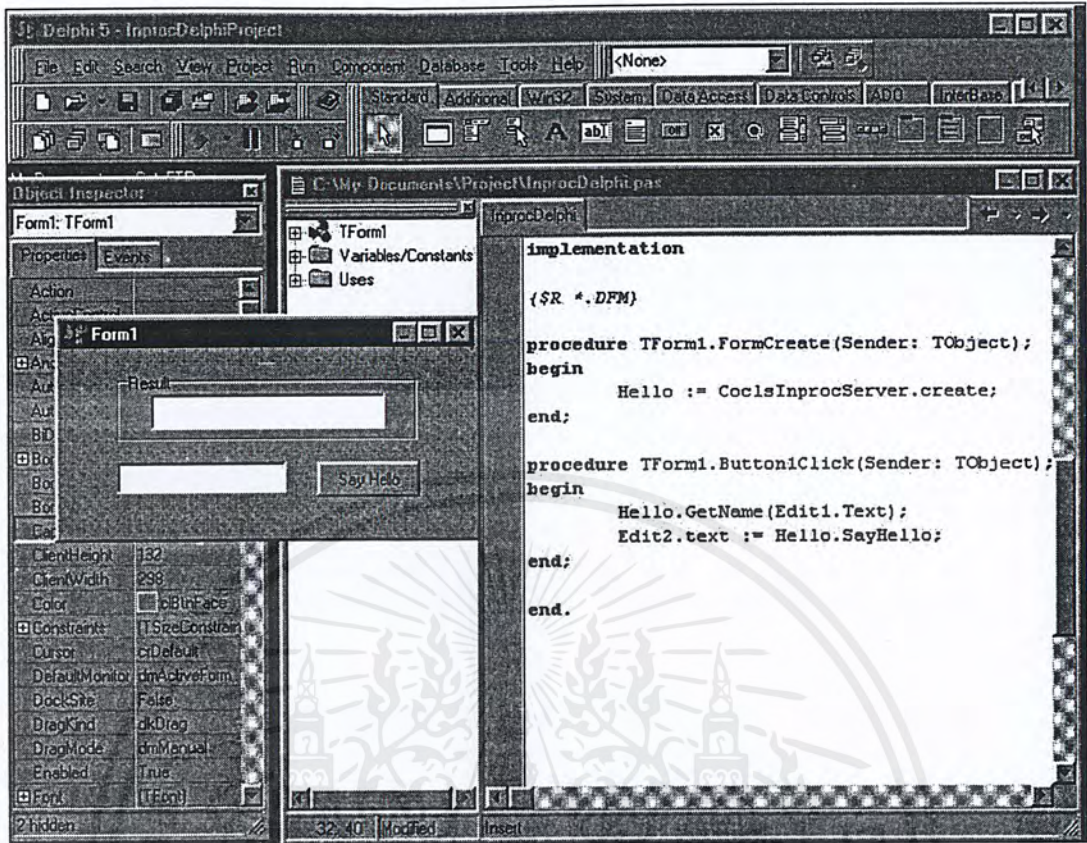 Delphi 5 - InprocDelphiProject
File Edit Search View Project Run Component Database Tools Help
<None>
Standard Additional Win32 System Data Access Data Controls ADO InterBase
Object Inspector
Form1: TForm1
Properties Events
Action
Form1
Result
Say Hello
ClientHeight 132
ClientWidth 298
Color clBtnFace
Constraints (TSizeConstrain
Cursor crDefault
DefaultMonitor dmActiveForm
DockSite False
DragKind dkDrag
DragMode dmManual
Enabled True
Font (TFont)
2 hidden
C:\My Documents\Project\InprocDelphi.pas
TForm1
Variables/Constants
Uses
InprocDelphi
implementation
{$R *.DFM}
procedure TForm1.FormCreate(Sender: TObject);
begin
Hello := CoclsInprocServer.create;
end;
procedure TForm1.Button1Click(Sender: TObject);
begin
Hello.GetName(Edit1.Text);
Edit2.text := Hello.SayHello;
end;
end.
32: 40 Modified Insert